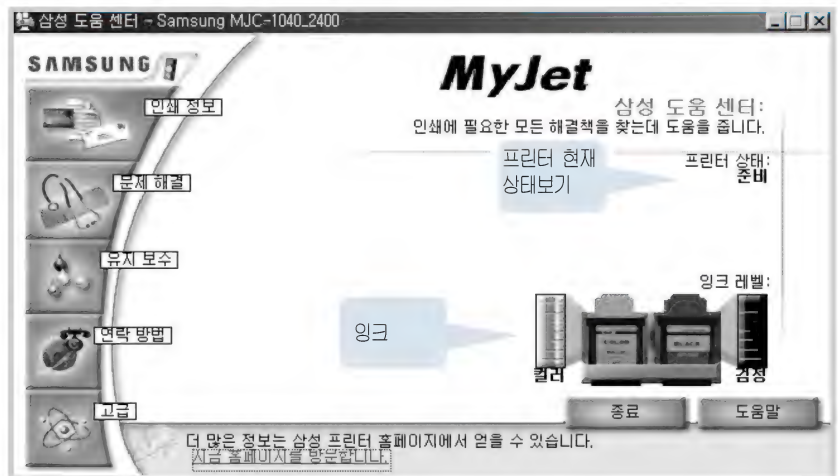 삼성 도움 센터 - Samsung MJC-1040_2400
SAMSUNG
MyJet
삼성 도움 센터:
인쇄에 필요한 모든 해결책을 찾는데 도움을 줍니다.
인쇄 정보
문제 해결
유지 보수
연락 방법
고급
프린터 현재
상태보기
프린터 상태:
준비
잉크 레벨:
잉크
COLOR
BLACK
컬러
검정
종료
도움말
더 많은 정보는 삼성 프린터 홈페이지에서 얻을 수 있습니다.
지금 홈페이지를 방문합니다.